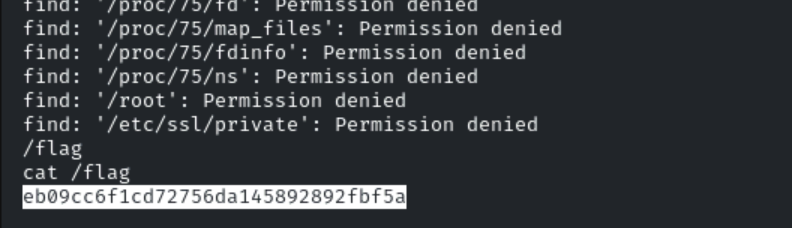 find: '/proc/75/fd': Permission denied
find: '/proc/75/map_files': Permission denied
find: '/proc/75/fdinfo': Permission denied
find: '/proc/75/ns': Permission denied
find: '/root': Permission denied
find: '/etc/ssl/private': Permission denied
/flag
cat /flag
eb09cc6f1cd72756da145892892fbf5a